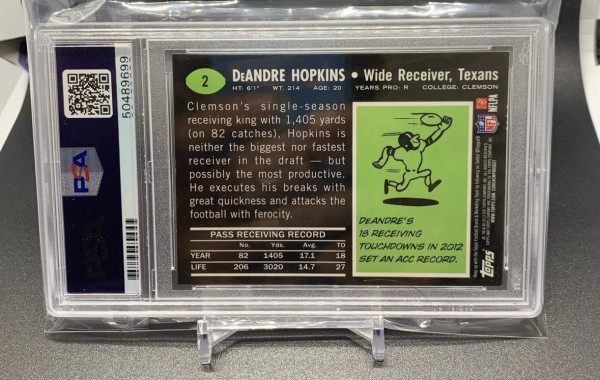 50489699
PSA
2
DeANDRE HOPKINS • Wide Receiver, Texans
HT: 6'1" WT: 214 AGE: 20 YEARS PRO: R COLLEGE: CLEMSON
Clemson's single-season
receiving king with 1,405 yards
(on 82 catches), Hopkins is
neither the biggest nor fastest
receiver in the draft — but
possibly the most productive.
He executes his breaks with
great quickness and attacks the
football with ferocity.
PASS RECEIVING RECORD
No. Yds. Avg. TD
YEAR 82 1405 17.1 18
LIFE 206 3020 14.7 27
DEANDRE'S
18 RECEIVING
TOUCHDOWNS IN 2012
SET AN ACC RECORD.
NFL
NFLPA
topps